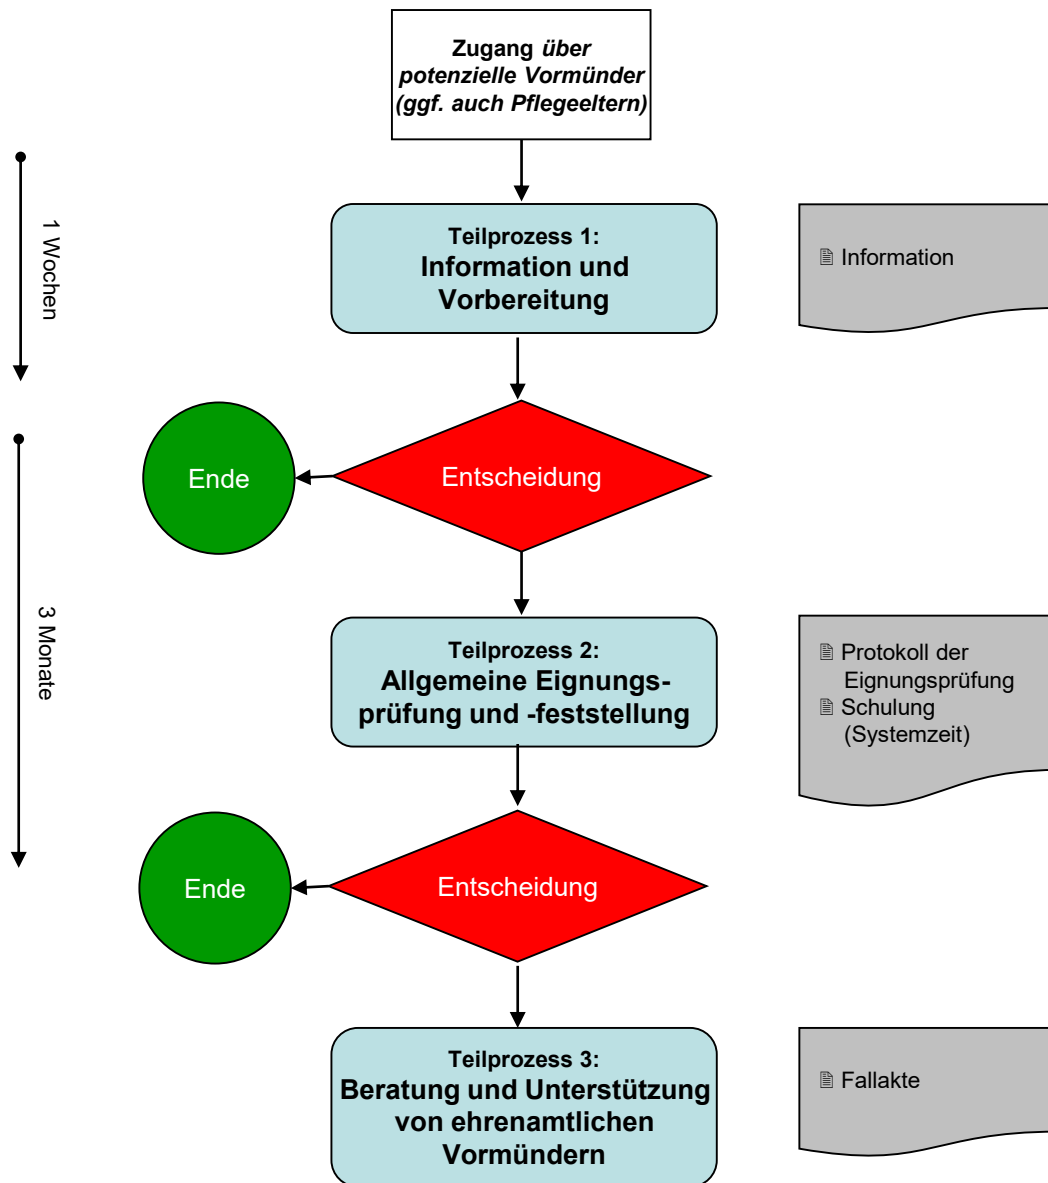 Zugang über
potenzielle Vormünder
(ggf. auch Pflegeeltern)
1 Wochen
Teilprozess 1:
Information und
Vorbereitung
Information
Ende
Entscheidung
3 Monate
Teilprozess 2:
Allgemeine Eignungs-
prüfung und -feststellung
Protokoll der
Eignungsprüfung
Schulung
(Systemzeit)
Ende
Entscheidung
Teilprozess 3:
Beratung und Unterstützung
von ehrenamtlichen
Vormündern
Fallakte